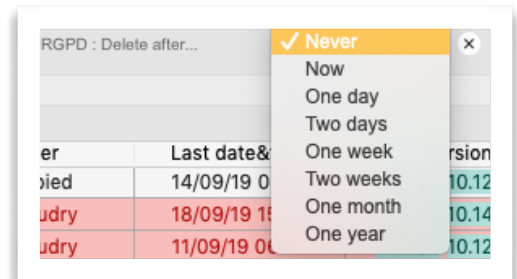 RGPD : Delete after...
✓ Never
Now
One day
Two days
One week
Two weeks
One month
One year
er Last date& rsion
pied 14/09/19 0 10.12
udry 18/09/19 15 10.14
udry 11/09/19 06 10.12